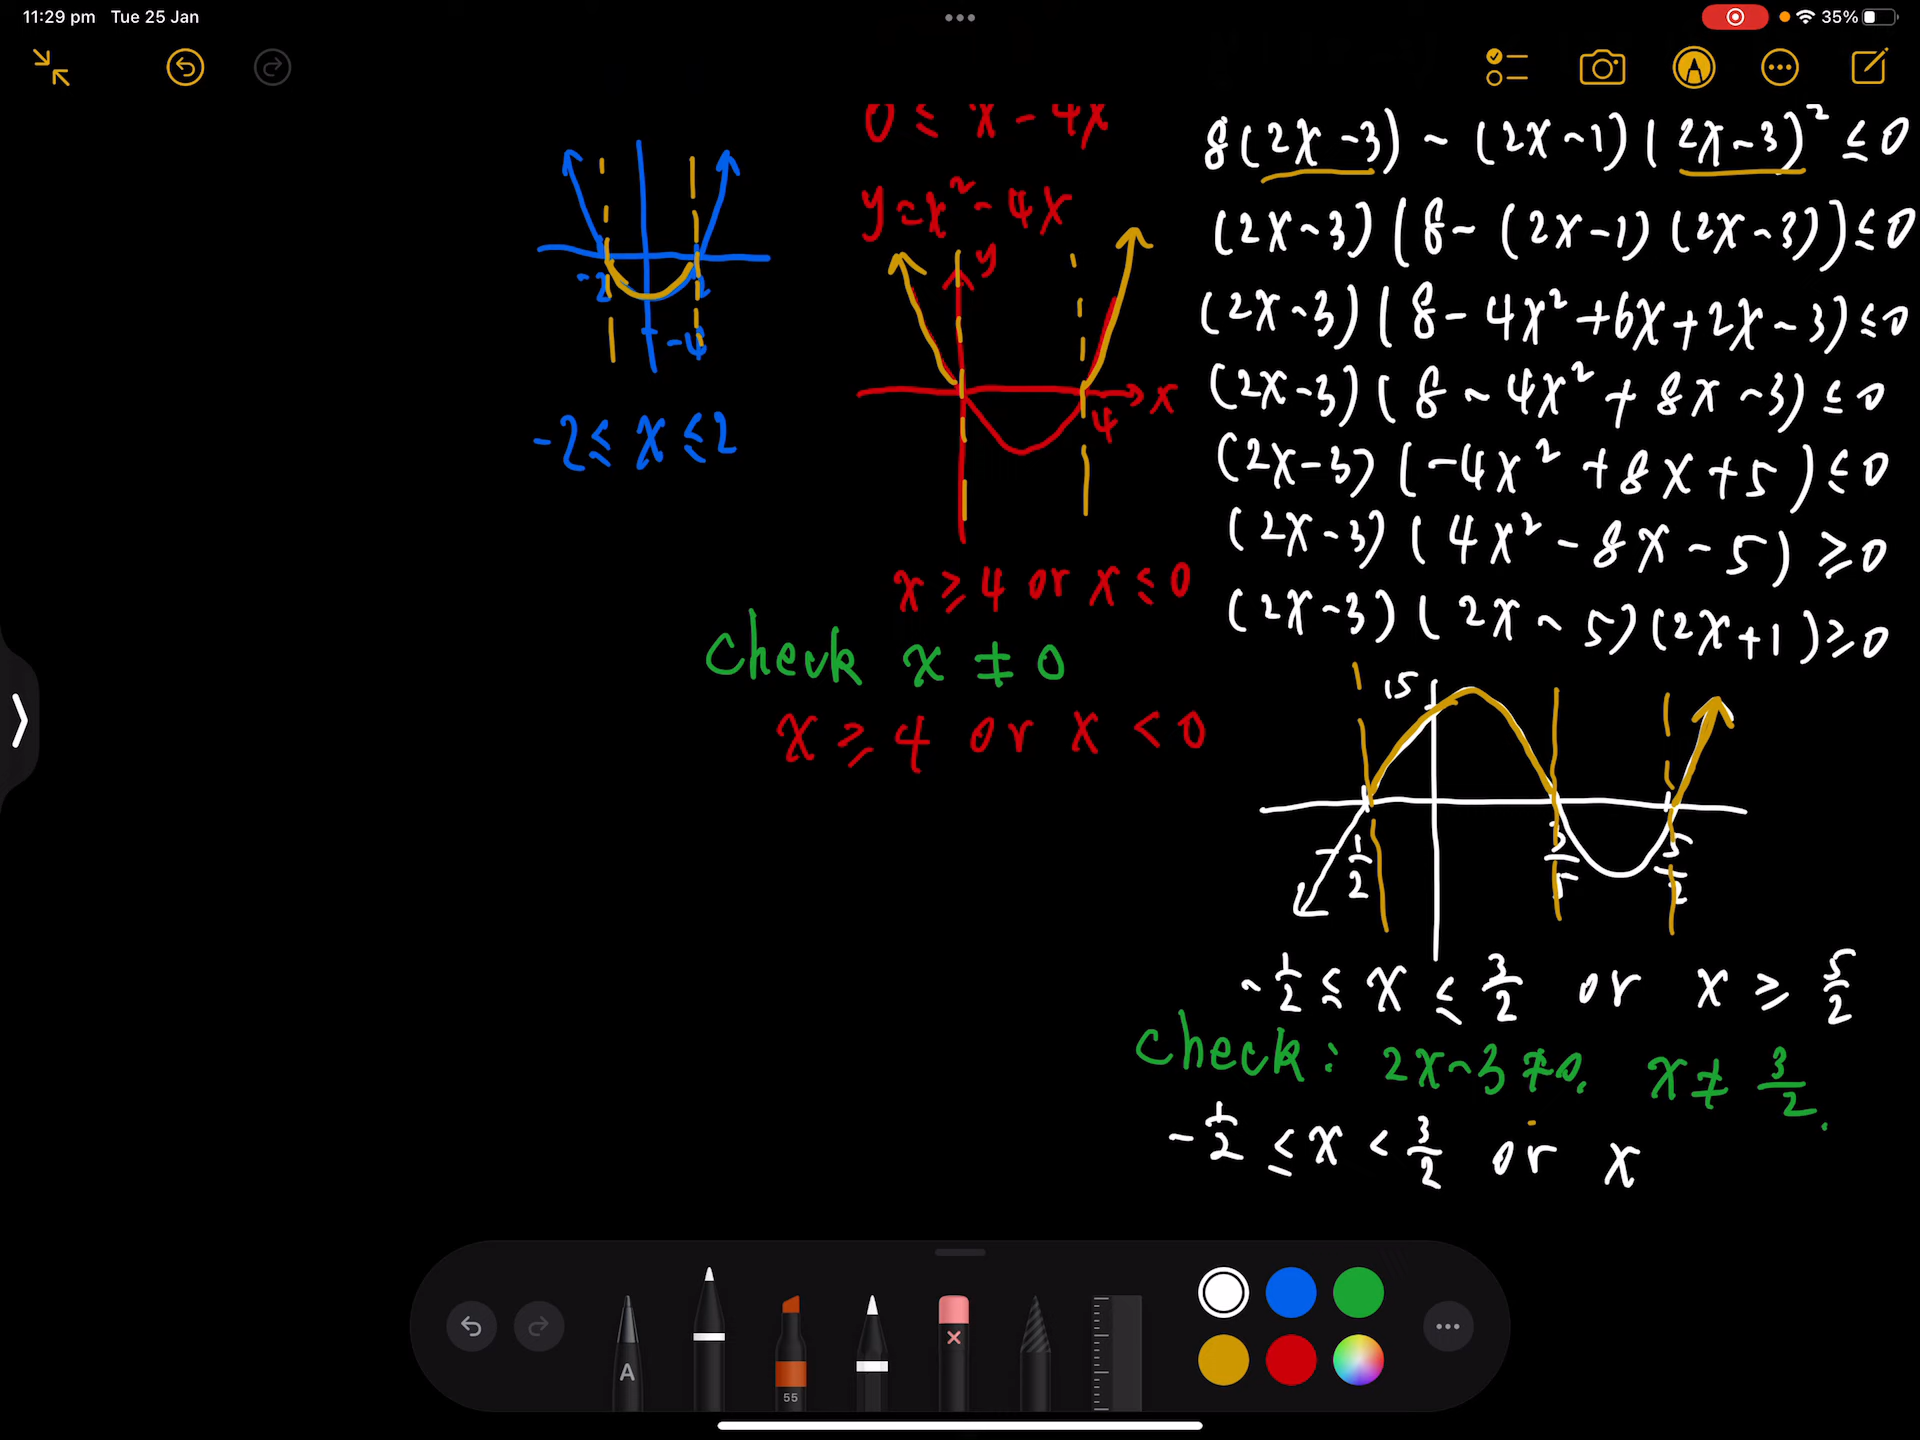 11:29 pm Tue 25 Jan
35%
-2 2
-4
-2 ≤ x ≤ 2
0 ≤ x - 4x
y = x² - 4x
y
x
4
x ≥ 4 or x ≤ 0
Check x ≠ 0
x ≥ 4 or x < 0
8(2x - 3) - (2x - 1)(2x - 3)² ≤ 0
(2x - 3)(8 - (2x - 1)(2x - 3)) ≤ 0
(2x - 3)(8 - 4x² + 6x + 2x - 3) ≤ 0
(2x - 3)(8 - 4x² + 8x - 3) ≤ 0
(2x - 3)(-4x² + 8x + 5) ≤ 0
(2x - 3)(4x² - 8x - 5) ≥ 0
(2x - 3)(2x - 5)(2x + 1) ≥ 0
15
-1/2 5/2
-1/2 ≤ x ≤ 3/2 or x ≥ 5/2
Check: 2x - 3 ≠ 0, x ≠ 3/2.
-1/2 ≤ x < 3/2 or x
A
55